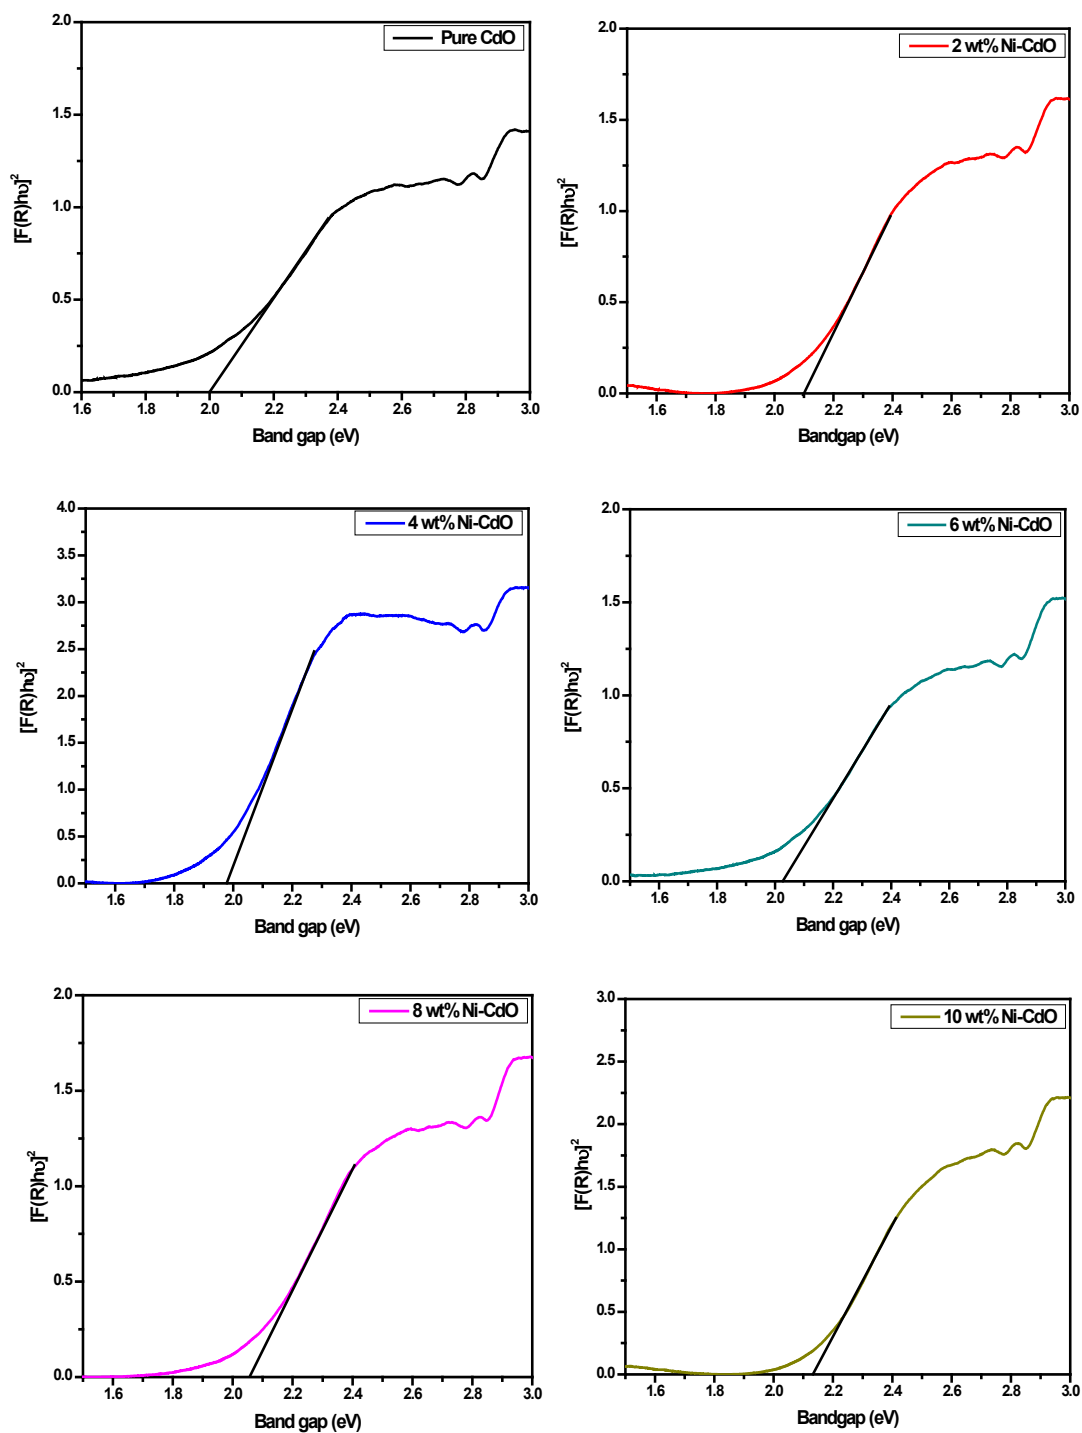 Pure CdO
2.0
1.5
1.0
0.5
0.0
[F(R)hυ]²
1.6 1.8 2.0 2.2 2.4 2.6 2.8 3.0
Band gap (eV)
2 wt% Ni-CdO
2.0
1.5
1.0
0.5
0.0
[F(R)hυ]²
1.6 1.8 2.0 2.2 2.4 2.6 2.8 3.0
Bandgap (eV)
4 wt% Ni-CdO
4.0
3.5
3.0
2.5
2.0
1.5
1.0
0.5
0.0
[F(R)hυ]²
1.6 1.8 2.0 2.2 2.4 2.6 2.8 3.0
Band gap (eV)
6 wt% Ni-CdO
2.0
1.5
1.0
0.5
0.0
[F(R)hυ]²
1.6 1.8 2.0 2.2 2.4 2.6 2.8 3.0
Band gap (eV)
8 wt% Ni-CdO
2.0
1.5
1.0
0.5
0.0
[F(R)hυ]²
1.6 1.8 2.0 2.2 2.4 2.6 2.8 3.0
Band gap (eV)
10 wt% Ni-CdO
3.0
2.5
2.0
1.5
1.0
0.5
0.0
[F(R)hυ]²
1.6 1.8 2.0 2.2 2.4 2.6 2.8 3.0
Bandgap (eV)